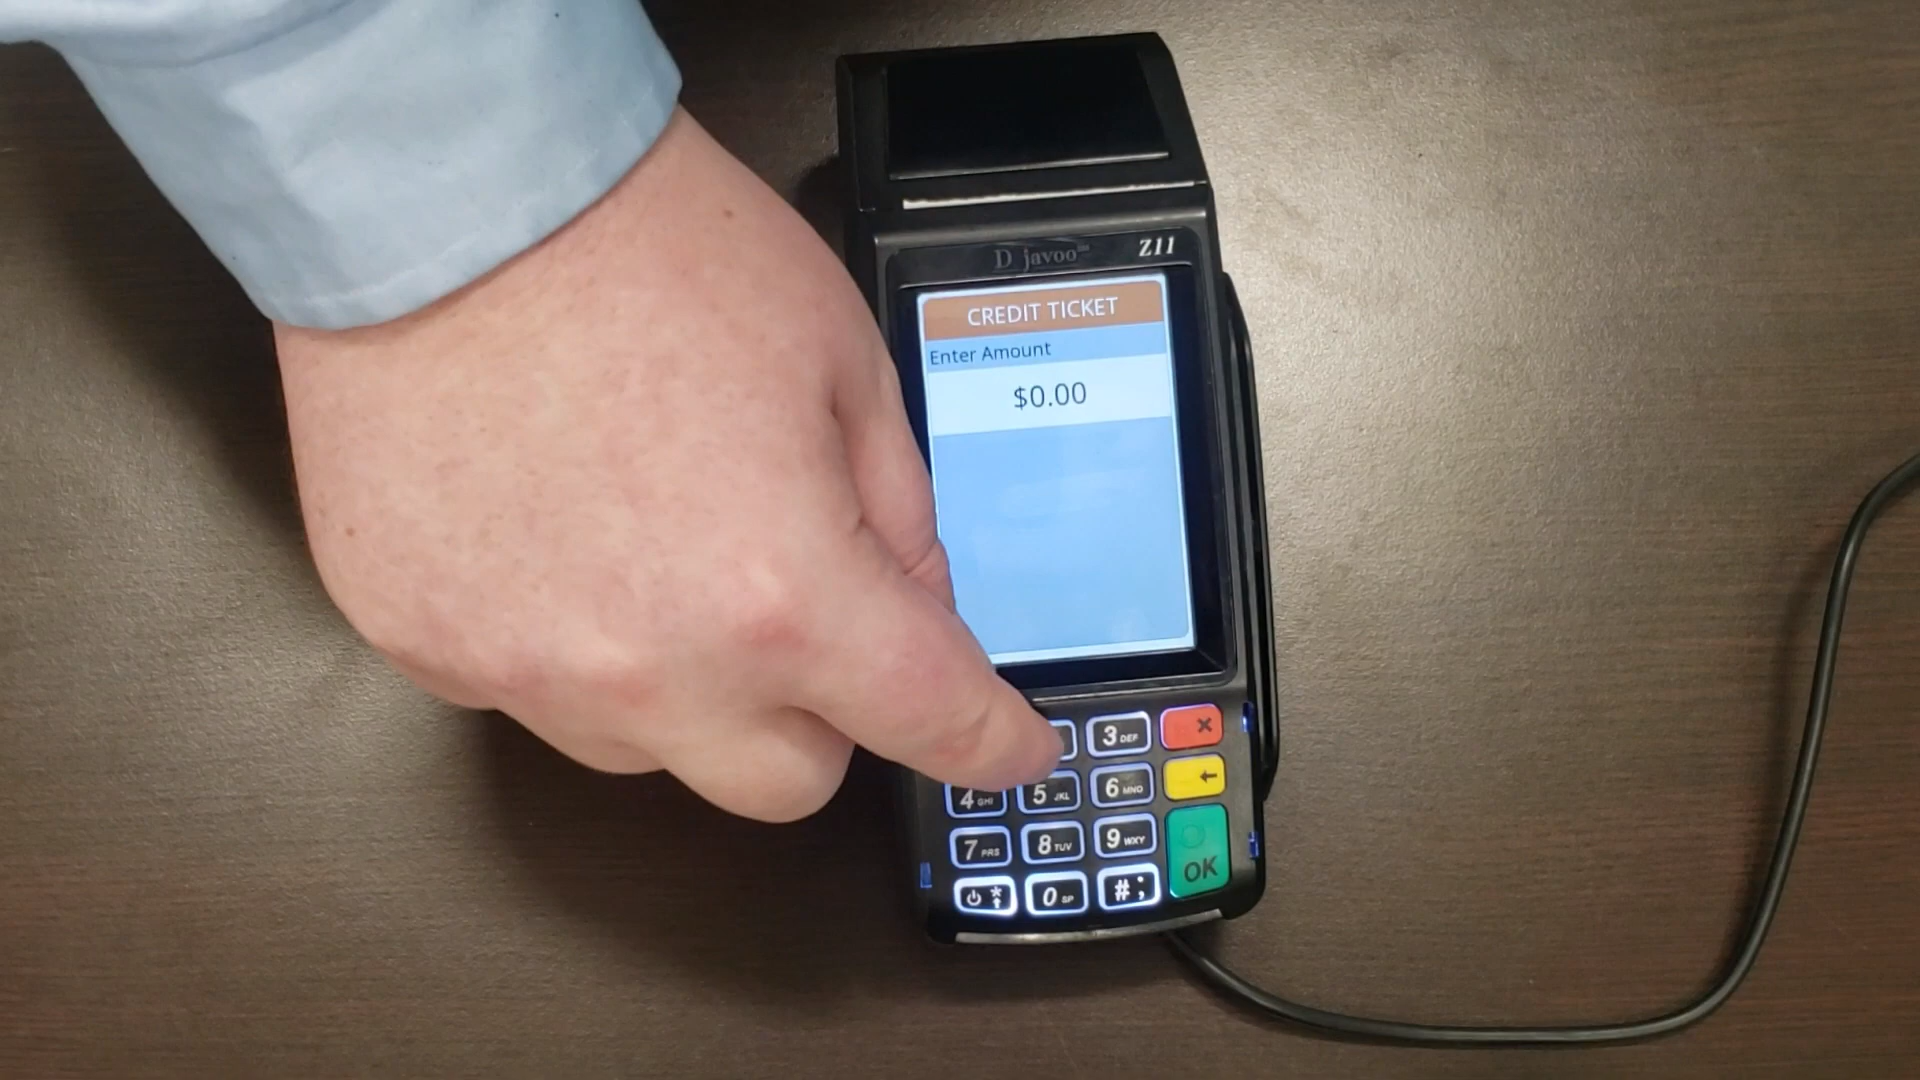 Dejavoo
Z11
CREDIT TICKET
Enter Amount
$0.00
3 DEF
4 GHI
5 JKL
6 MNO
7 PRS
8 TUV
9 WXY
*
0 SP
# ;
OK